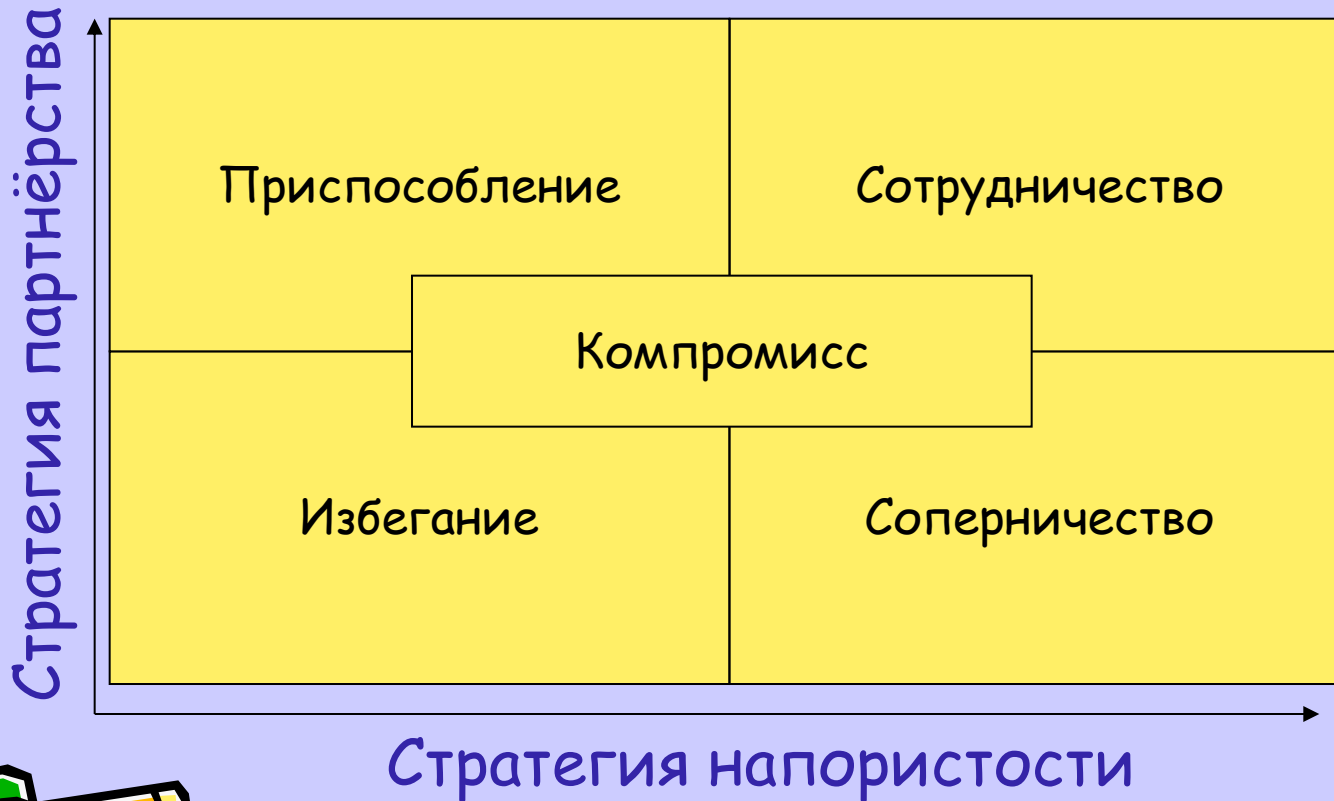 Стратегия партнёрства
Приспособление
Сотрудничество
Компромисс
Избегание
Соперничество
Стратегия напористости